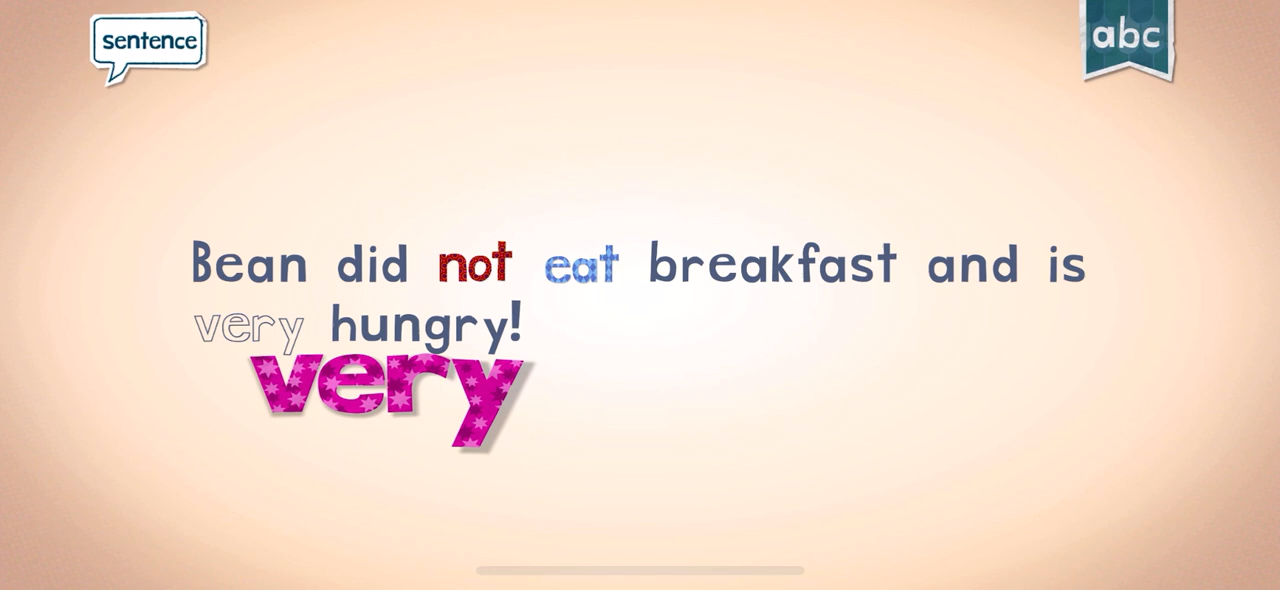 sentence
abc
Bean did not eat breakfast and is
very hungry!
very